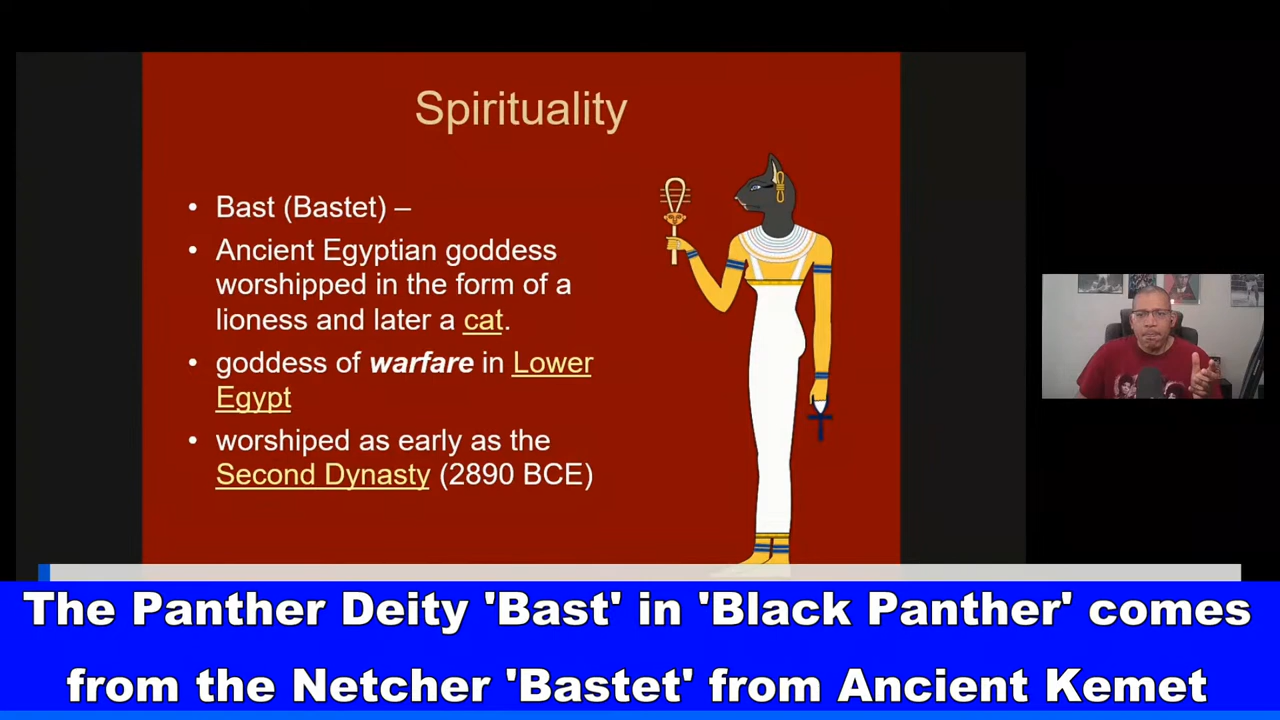 Spirituality
• Bast (Bastet) –
• Ancient Egyptian goddess
worshipped in the form of a
lioness and later a cat.
• goddess of warfare in Lower
Egypt
• worshiped as early as the
Second Dynasty (2890 BCE)
The Panther Deity 'Bast' in 'Black Panther' comes
from the Netcher 'Bastet' from Ancient Kemet